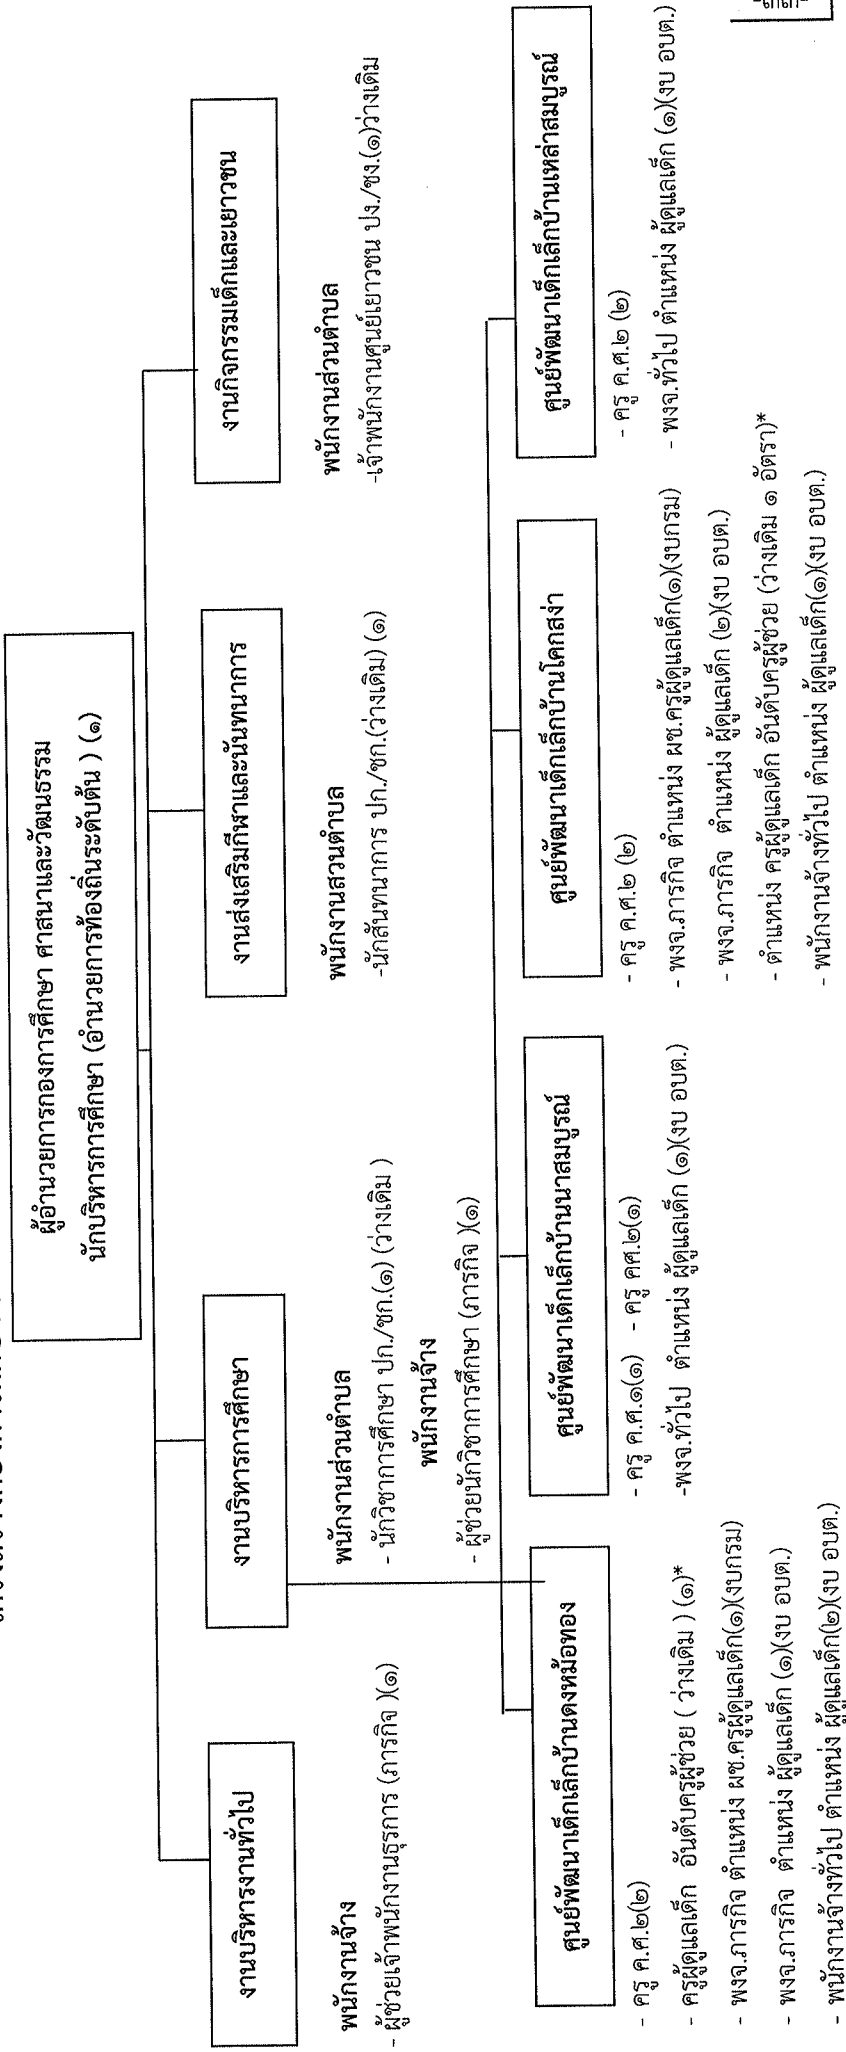 ผู้อำนวยการกองการศึกษา ศาสนาและวัฒนธรรม
นักบริหารการศึกษา (อำนวยการท้องถิ่นระดับต้น ) (๑)
งานบริหารงานทั่วไป
พนักงานจ้าง
- ผู้ช่วยเจ้าพนักงานธุรการ (ภารกิจ )(๑)
งานบริหารการศึกษา
พนักงานส่วนตำบล
- นักวิชาการศึกษา ปก./ชก.(๑) (ว่างเดิม )
พนักงานจ้าง
- ผู้ช่วยนักวิชาการศึกษา (ภารกิจ )(๑)
งานส่งเสริมกีฬาและนันทนาการ
พนักงานส่วนตำบล
-นักสันทนาการ ปก./ชก.(ว่างเดิม) (๑)
งานกิจกรรมเด็กและเยาวชน
พนักงานส่วนตำบล
-เจ้าพนักงานศูนย์เยาวชน ปง./ชง.(๑)ว่างเดิม
ศูนย์พัฒนาเด็กเล็กบ้านดงหม้อทอง
- ครู ค.ศ.๒(๒)
- ครูผู้ดูแลเด็ก อันดับครูผู้ช่วย ( ว่างเดิม ) (๑)*
- พงจ.ภารกิจ ตำแหน่ง ผช.ครูผู้ดูแลเด็ก(๑)(งบกรม)
- พงจ.ภารกิจ ตำแหน่ง ผู้ดูแลเด็ก (๑)(งบ อบต.)
- พนักงานจ้างทั่วไป ตำแหน่ง ผู้ดูแลเด็ก(๒)(งบ อบต.)
ศูนย์พัฒนาเด็กเล็กบ้านนาสมบูรณ์
- ครู ค.ศ.๑(๑) - ครู คศ.๒(๑)
-พงจ.ทั่วไป ตำแหน่ง ผู้ดูแลเด็ก (๑)(งบ อบต.)
ศูนย์พัฒนาเด็กเล็กบ้านโคกสง่า
- ครู ค.ศ.๒ (๒)
- พงจ.ภารกิจ ตำแหน่ง ผช.ครูผู้ดูแลเด็ก(๑)(งบกรม)
- พงจ.ภารกิจ ตำแหน่ง ผู้ดูแลเด็ก (๒)(งบ อบต.)
- ตำแหน่ง ครูผู้ดูแลเด็ก อันดับครูผู้ช่วย (ว่างเดิม ๑ อัตรา)*
- พนักงานจ้างทั่วไป ตำแหน่ง ผู้ดูแลเด็ก(๑)(งบ อบต.)
ศูนย์พัฒนาเด็กเล็กบ้านเหล่าสมบูรณ์
- ครู ค.ศ.๒ (๒)
- พงจ.ทั่วไป ตำแหน่ง ผู้ดูแลเด็ก (๑)(งบ อบต.)